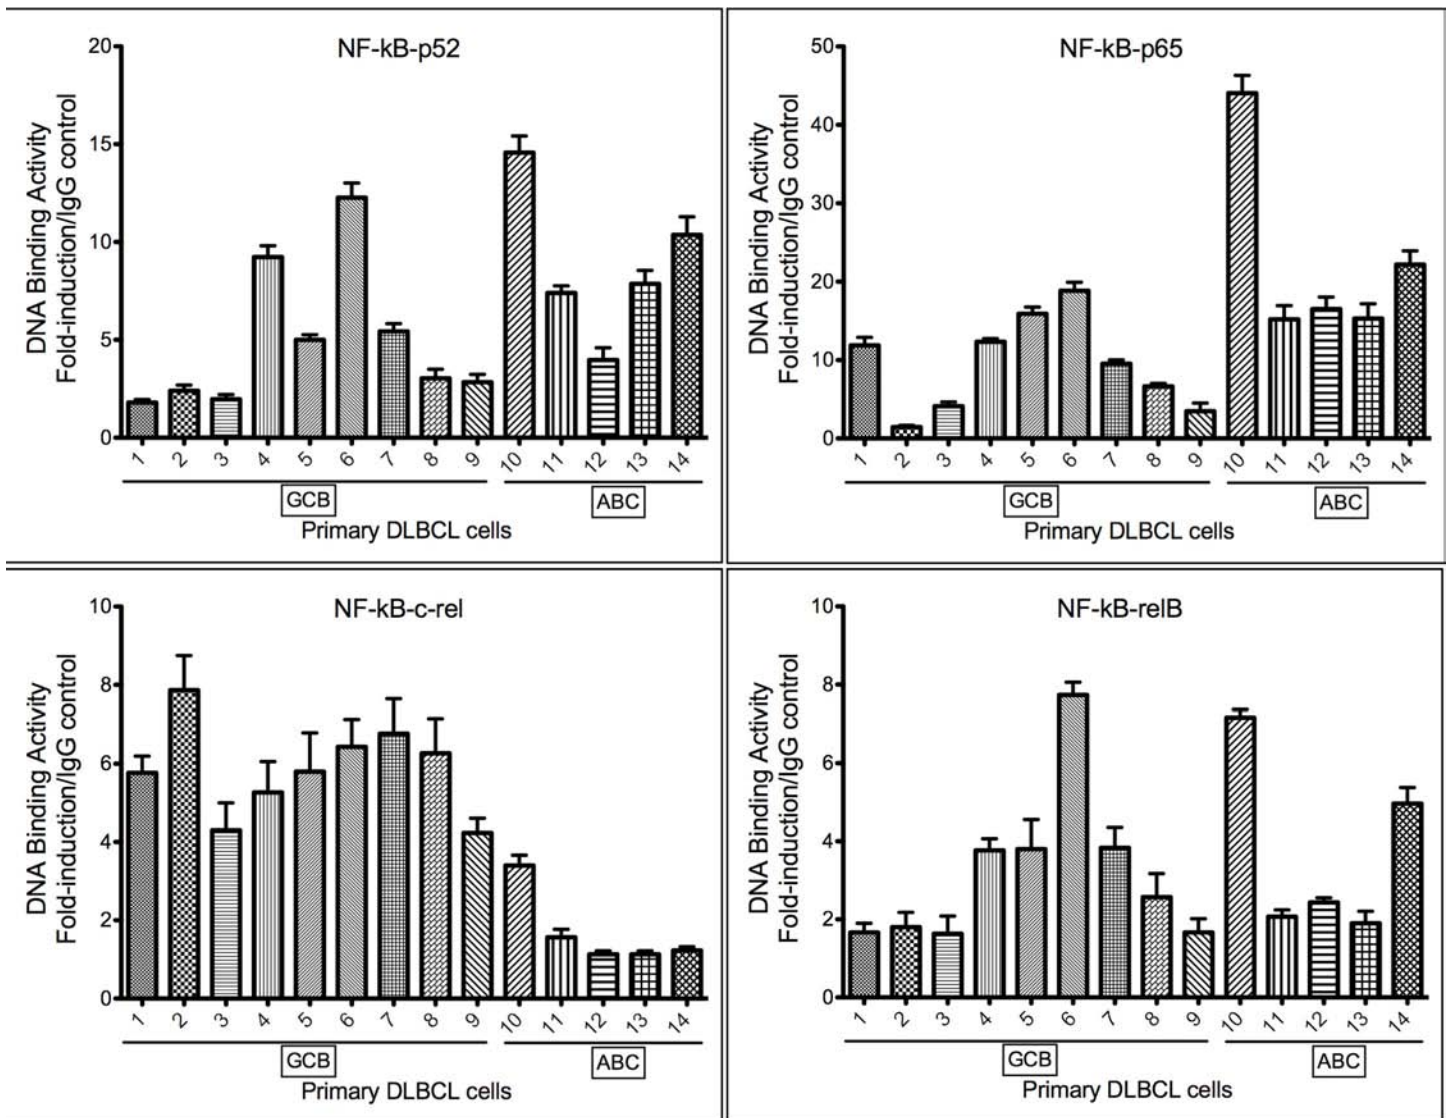 NF-kB-p52
DNA Binding Activity
Fold-induction/IgG control
20
15
10
5
0
1 2 3 4 5 6 7 8 9 10 11 12 13 14
GCB ABC
Primary DLBCL cells
NF-kB-p65
DNA Binding Activity
Fold-induction/IgG control
50
40
30
20
10
0
1 2 3 4 5 6 7 8 9 10 11 12 13 14
GCB ABC
Primary DLBCL cells
NF-kB-c-rel
DNA Binding Activity
Fold-induction/IgG control
10
8
6
4
2
0
1 2 3 4 5 6 7 8 9 10 11 12 13 14
GCB ABC
Primary DLBCL cells
NF-kB-relB
DNA Binding Activity
Fold-induction/IgG control
10
8
6
4
2
0
1 2 3 4 5 6 7 8 9 10 11 12 13 14
GCB ABC
Primary DLBCL cells